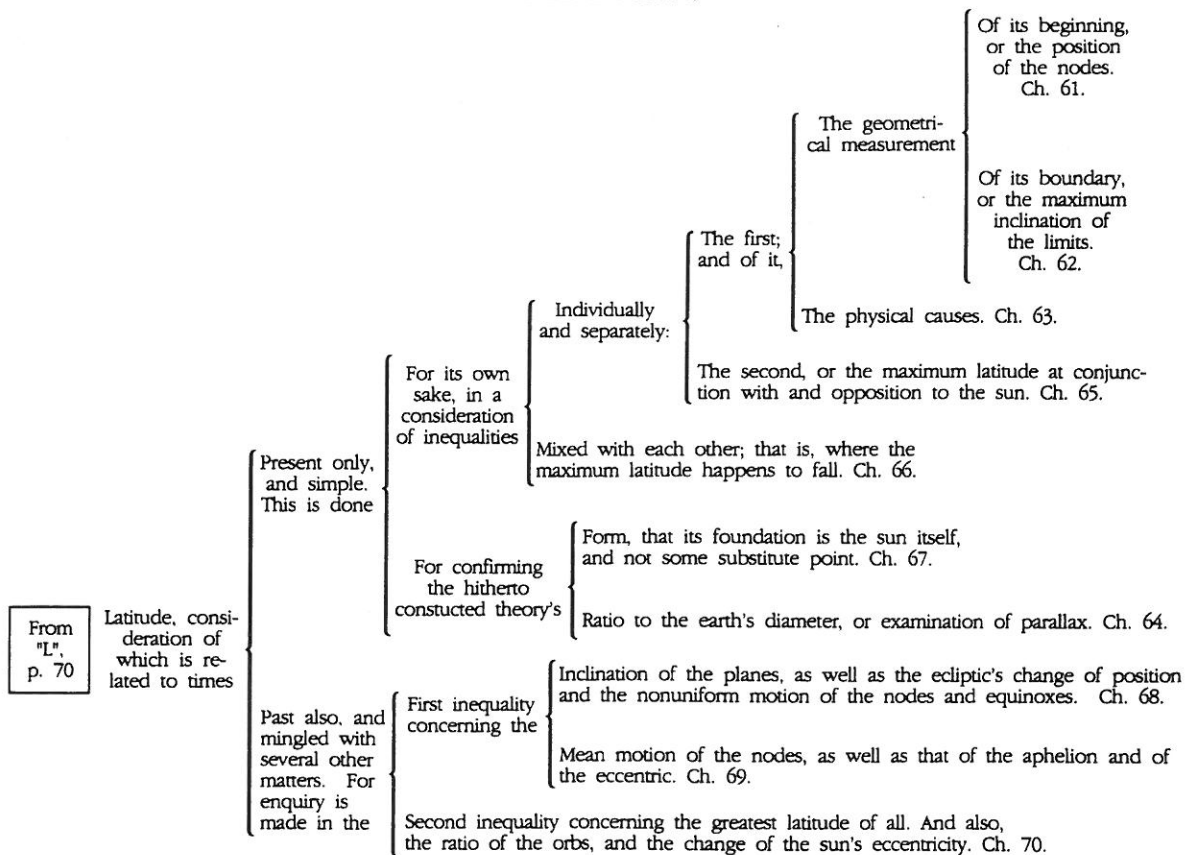 From
"L",
p. 70
Latitude, consi-
deration of
which is re-
lated to times
Present only,
and simple.
This is done
For its own
sake, in a
consideration
of inequalities
Individually
and separately:
The first;
and of it,
The geometri-
cal measurement
Of its beginning,
or the position
of the nodes.
Ch. 61.
Of its boundary,
or the maximum
inclination of
the limits.
Ch. 62.
The physical causes. Ch. 63.
The second, or the maximum latitude at conjunc-
tion with and opposition to the sun. Ch. 65.
Mixed with each other; that is, where the
maximum latitude happens to fall. Ch. 66.
For confirming
the hitherto
constucted theory's
Form, that its foundation is the sun itself,
and not some substitute point. Ch. 67.
Ratio to the earth's diameter, or examination of parallax. Ch. 64.
Past also, and
mingled with
several other
matters. For
enquiry is
made in the
First inequality
concerning the
Inclination of the planes, as well as the ecliptic's change of position
and the nonuniform motion of the nodes and equinoxes. Ch. 68.
Mean motion of the nodes, as well as that of the aphelion and of
the eccentric. Ch. 69.
Second inequality concerning the greatest latitude of all. And also,
the ratio of the orbs, and the change of the sun's eccentricity. Ch. 70.